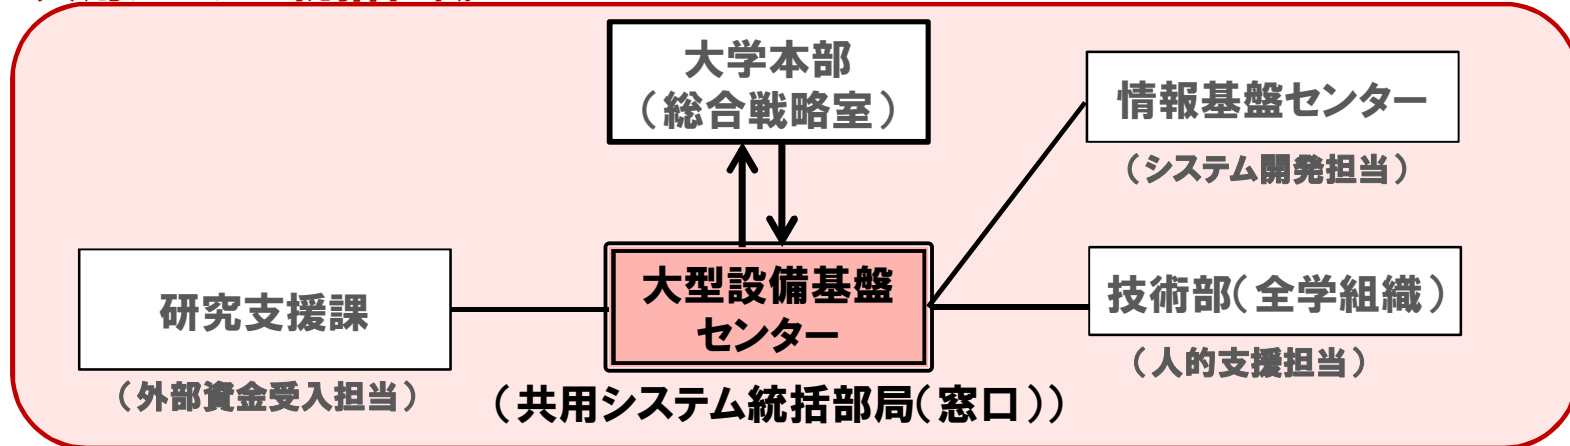 大学本部
（総合戦略室）
情報基盤センター
（システム開発担当）
研究支援課
（外部資金受入担当）
大型設備基盤
センター
（共用システム統括部局（窓口））
技術部（全学組織）
（人的支援担当）